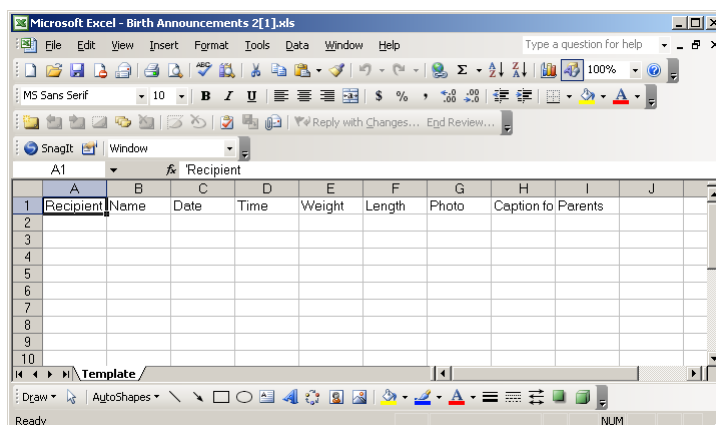 Microsoft Excel - Birth Announcements 2[1].xls
File Edit View Insert Format Tools Data Window Help Type a question for help
100%
MS Sans Serif 10 B I U $ % ,
Reply with Changes... End Review...
SnagIt Window
A1 fx 'Recipient
A B C D E F G H I J
1 Recipient Name Date Time Weight Length Photo Caption fo Parents
2
3
4
5
6
7
8
9
10
Template
Draw AutoShapes
Ready NUM